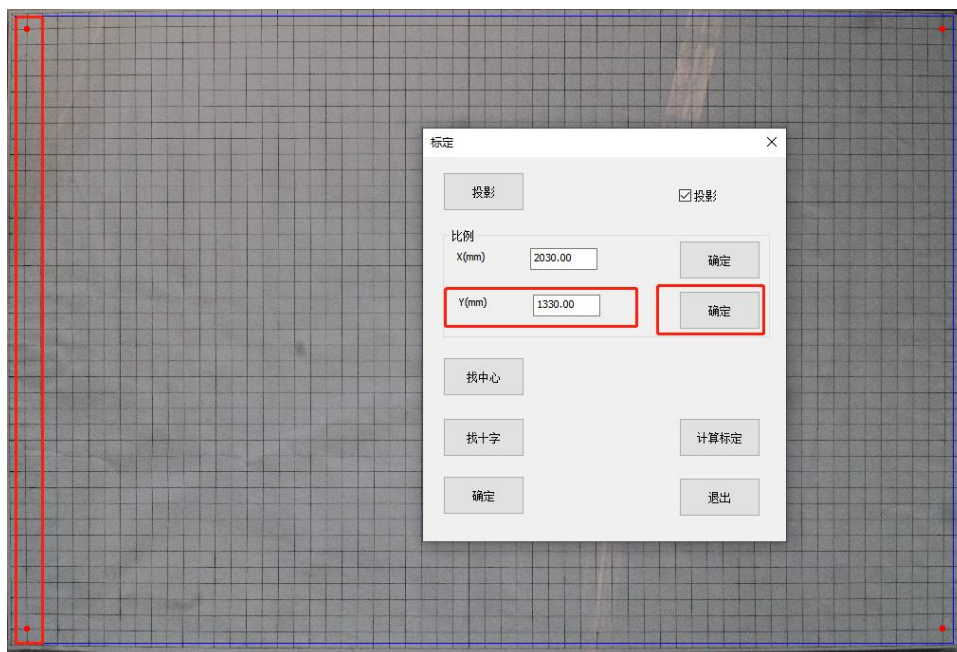 标定
投影
投影
比例
X(mm) 2030.00 确定
Y(mm) 1330.00 确定
找中心
找十字 计算标定
确定 退出